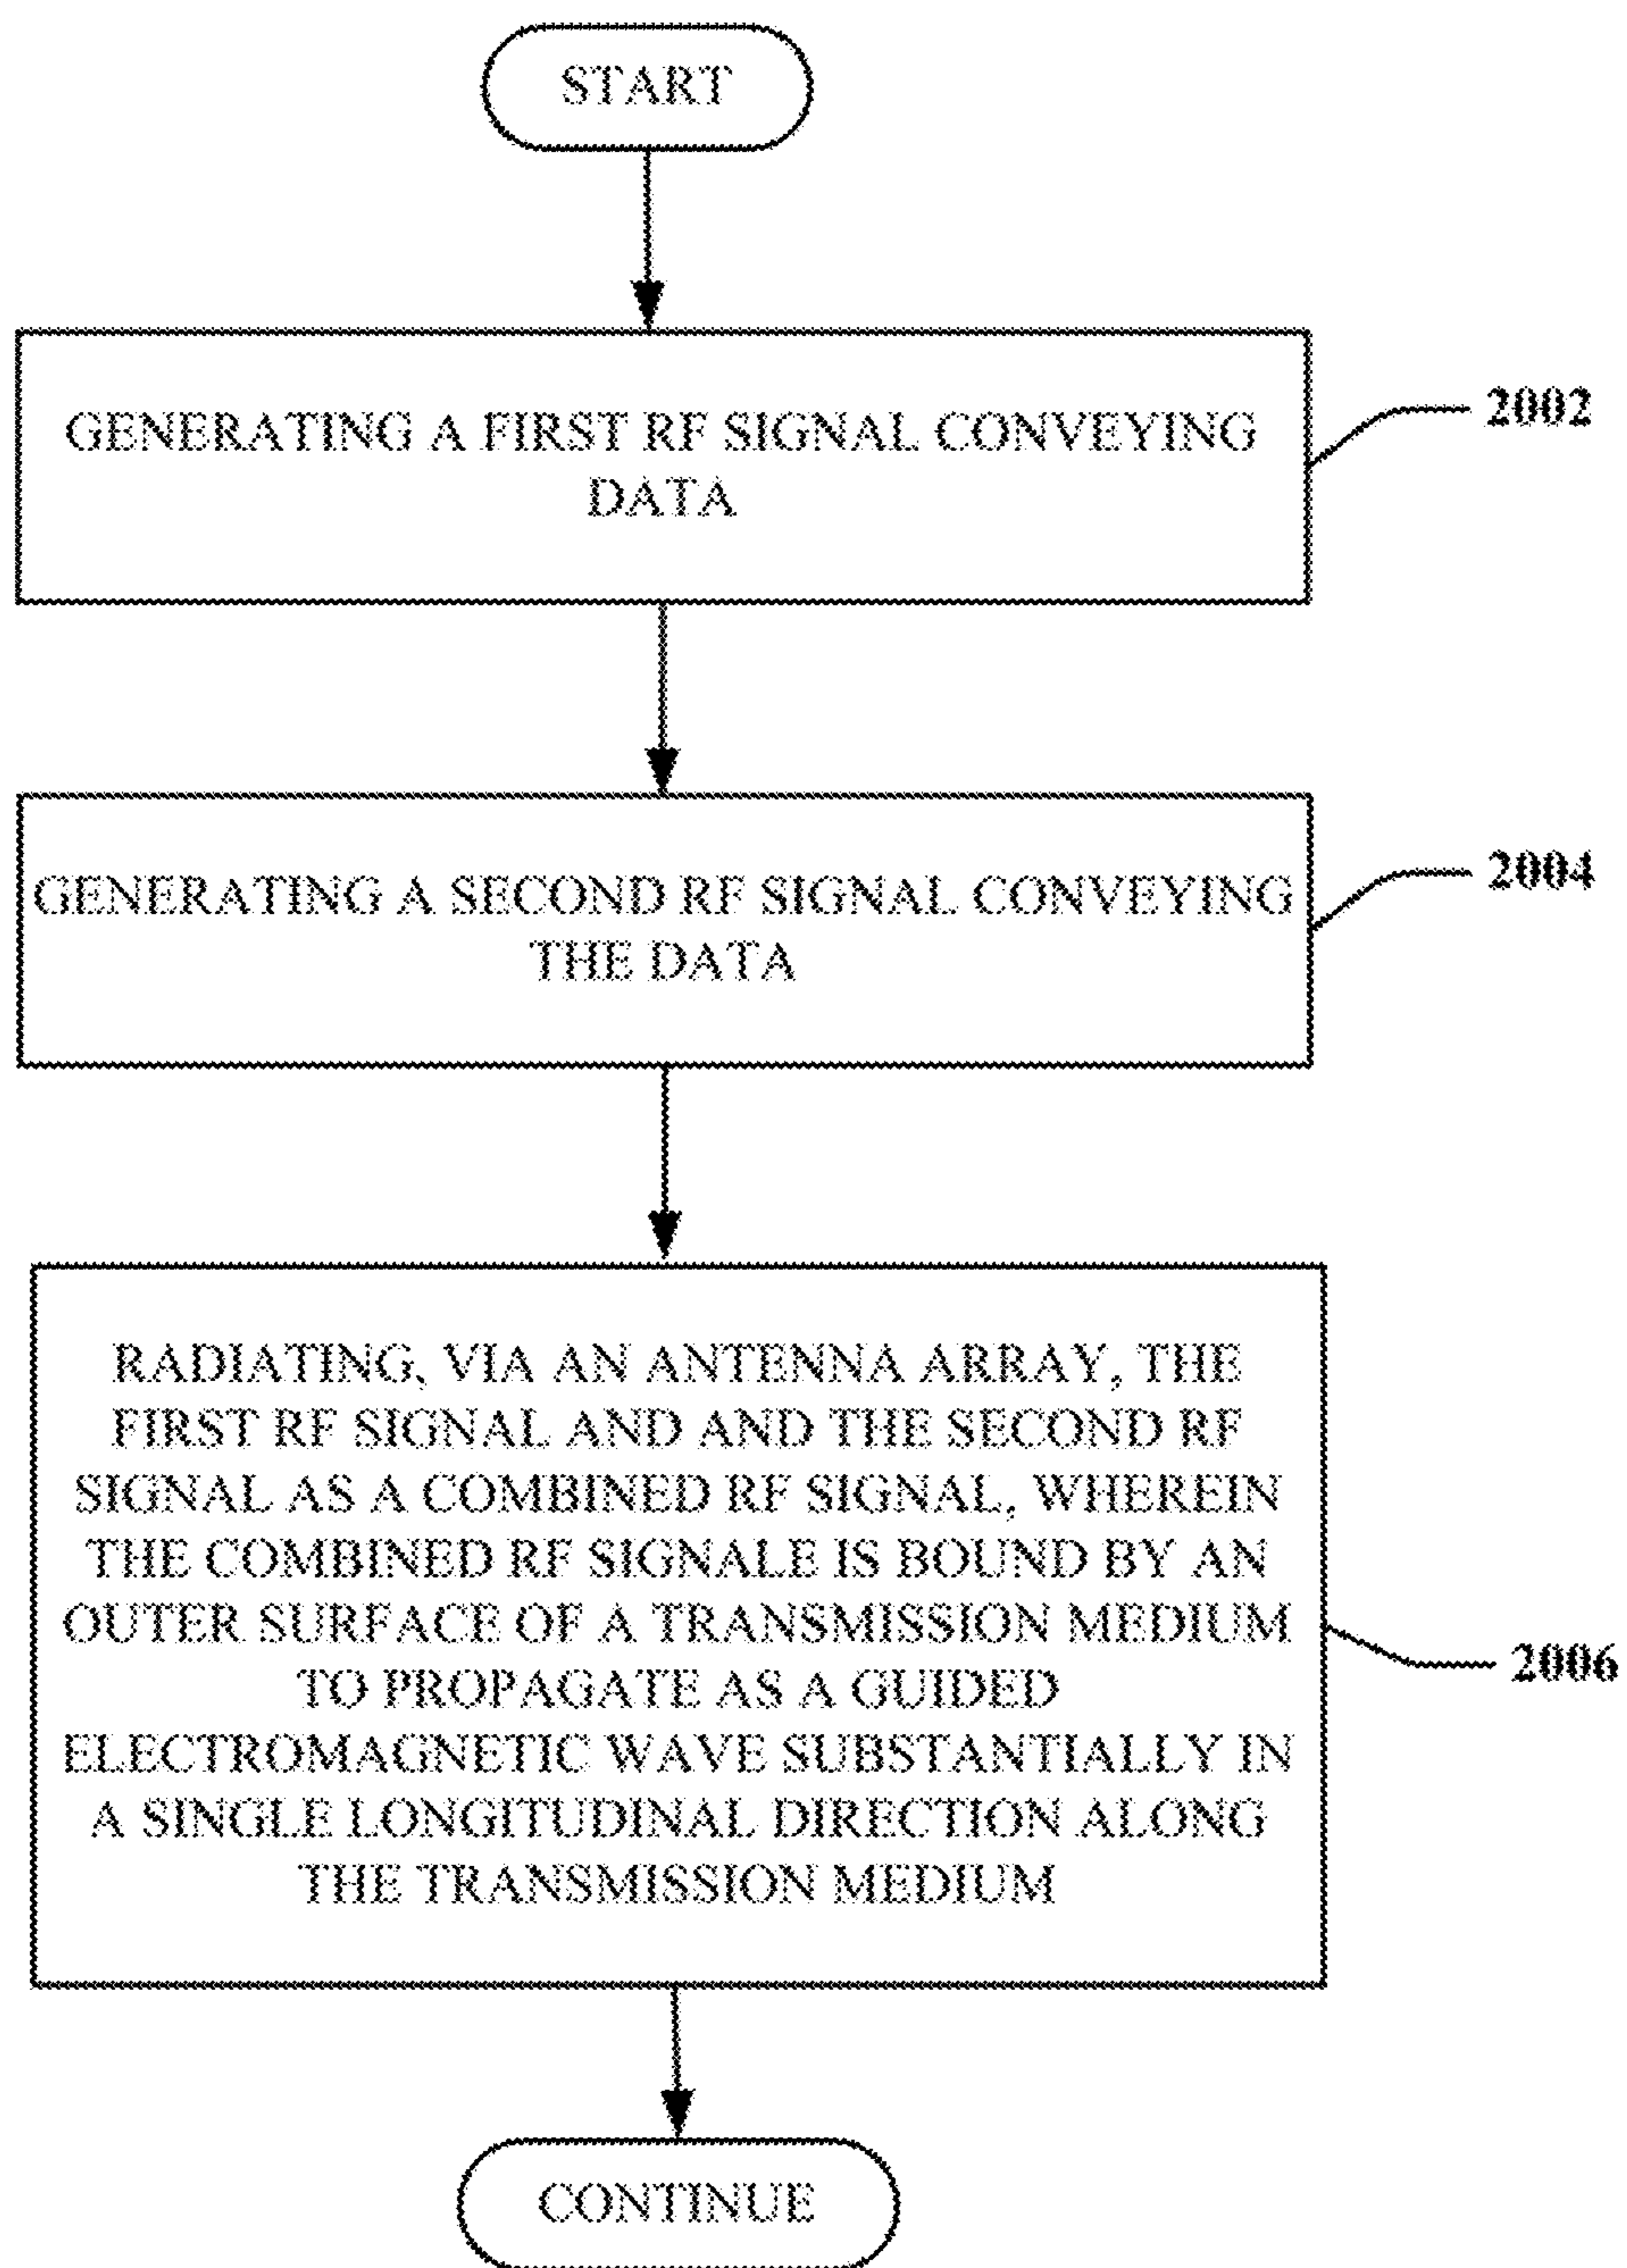 START
GENERATING A FIRST RF SIGNAL CONVEYING
DATA
2002
GENERATING A SECOND RF SIGNAL CONVEYING
THE DATA
2004
RADIATING, VIA AN ANTENNA ARRAY, THE
FIRST RF SIGNAL AND AND THE SECOND RF
SIGNAL AS A COMBINED RF SIGNAL, WHEREIN
THE COMBINED RF SIGNALE IS BOUND BY AN
OUTER SURFACE OF A TRANSMISSION MEDIUM
TO PROPAGATE AS A GUIDED
ELECTROMAGNETIC WAVE SUBSTANTIALLY IN
A SINGLE LONGITUDINAL DIRECTION ALONG
THE TRANSMISSION MEDIUM
2006
CONTINUE